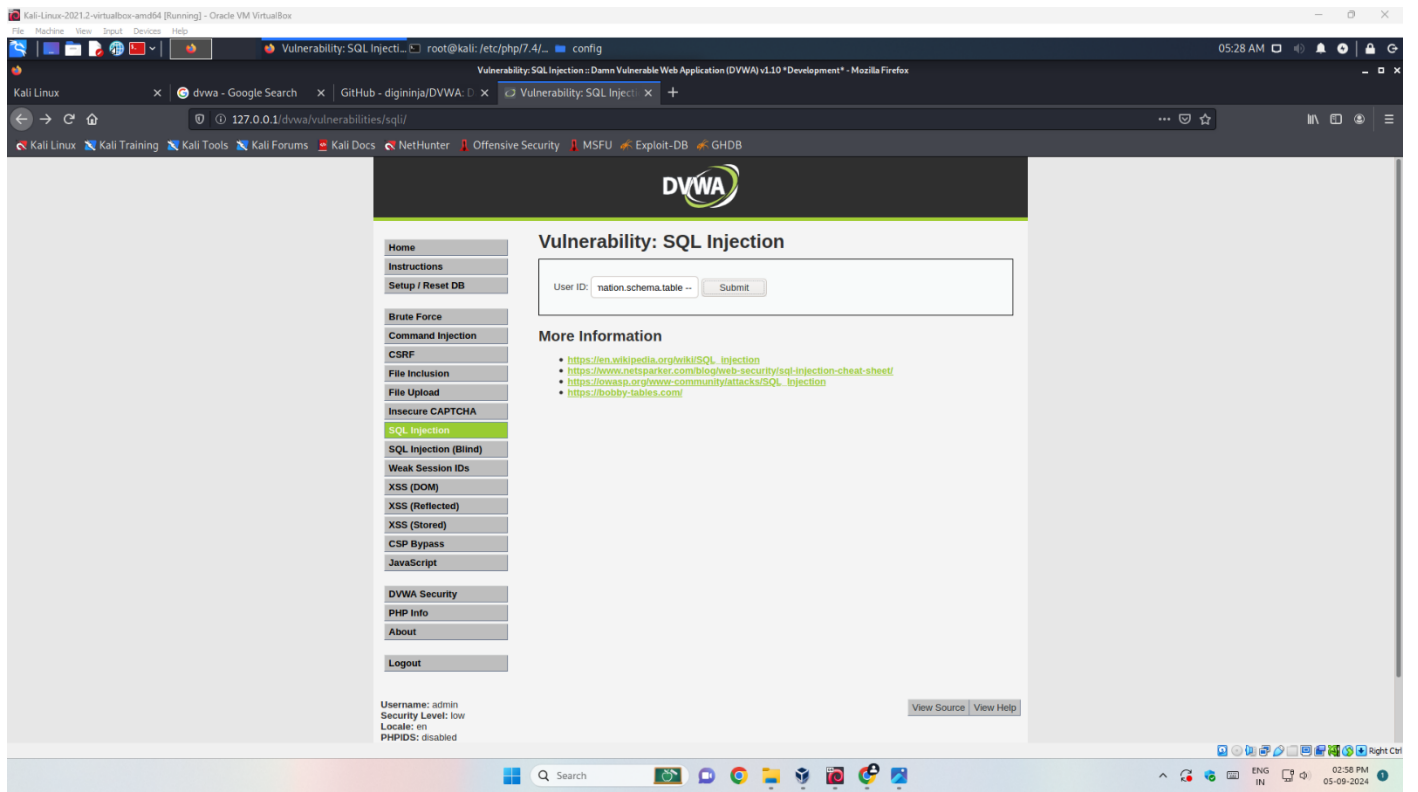 Kali-Linux-2021.2-virtualbox-amd64 [Running] - Oracle VM VirtualBox
File Machine View Input Devices Help
Vulnerability: SQL Injecti... root@kali: /etc/php/7.4/... config 05:28 AM
Vulnerability: SQL Injection :: Damn Vulnerable Web Application (DVWA) v1.10 *Development* - Mozilla Firefox
Kali Linux dvwa - Google Search GitHub - digininja/DVWA: D Vulnerability: SQL Injecti
127.0.0.1/dvwa/vulnerabilities/sqli/
Kali Linux Kali Training Kali Tools Kali Forums Kali Docs NetHunter Offensive Security MSFU Exploit-DB GHDB
DVWA
Home
Instructions
Setup / Reset DB
Brute Force
Command Injection
CSRF
File Inclusion
File Upload
Insecure CAPTCHA
SQL Injection
SQL Injection (Blind)
Weak Session IDs
XSS (DOM)
XSS (Reflected)
XSS (Stored)
CSP Bypass
JavaScript
DVWA Security
PHP Info
About
Logout
Vulnerability: SQL Injection
User ID: mation.schema.table -- Submit
More Information
https://en.wikipedia.org/wiki/SQL_injection
https://www.netsparker.com/blog/web-security/sql-injection-cheat-sheet/
https://owasp.org/www-community/attacks/SQL_Injection
https://bobby-tables.com/
Username: admin
Security Level: low
Locale: en
PHPIDS: disabled
View Source View Help
Right Ctrl
Search
ENG
IN
02:58 PM
05-09-2024
1